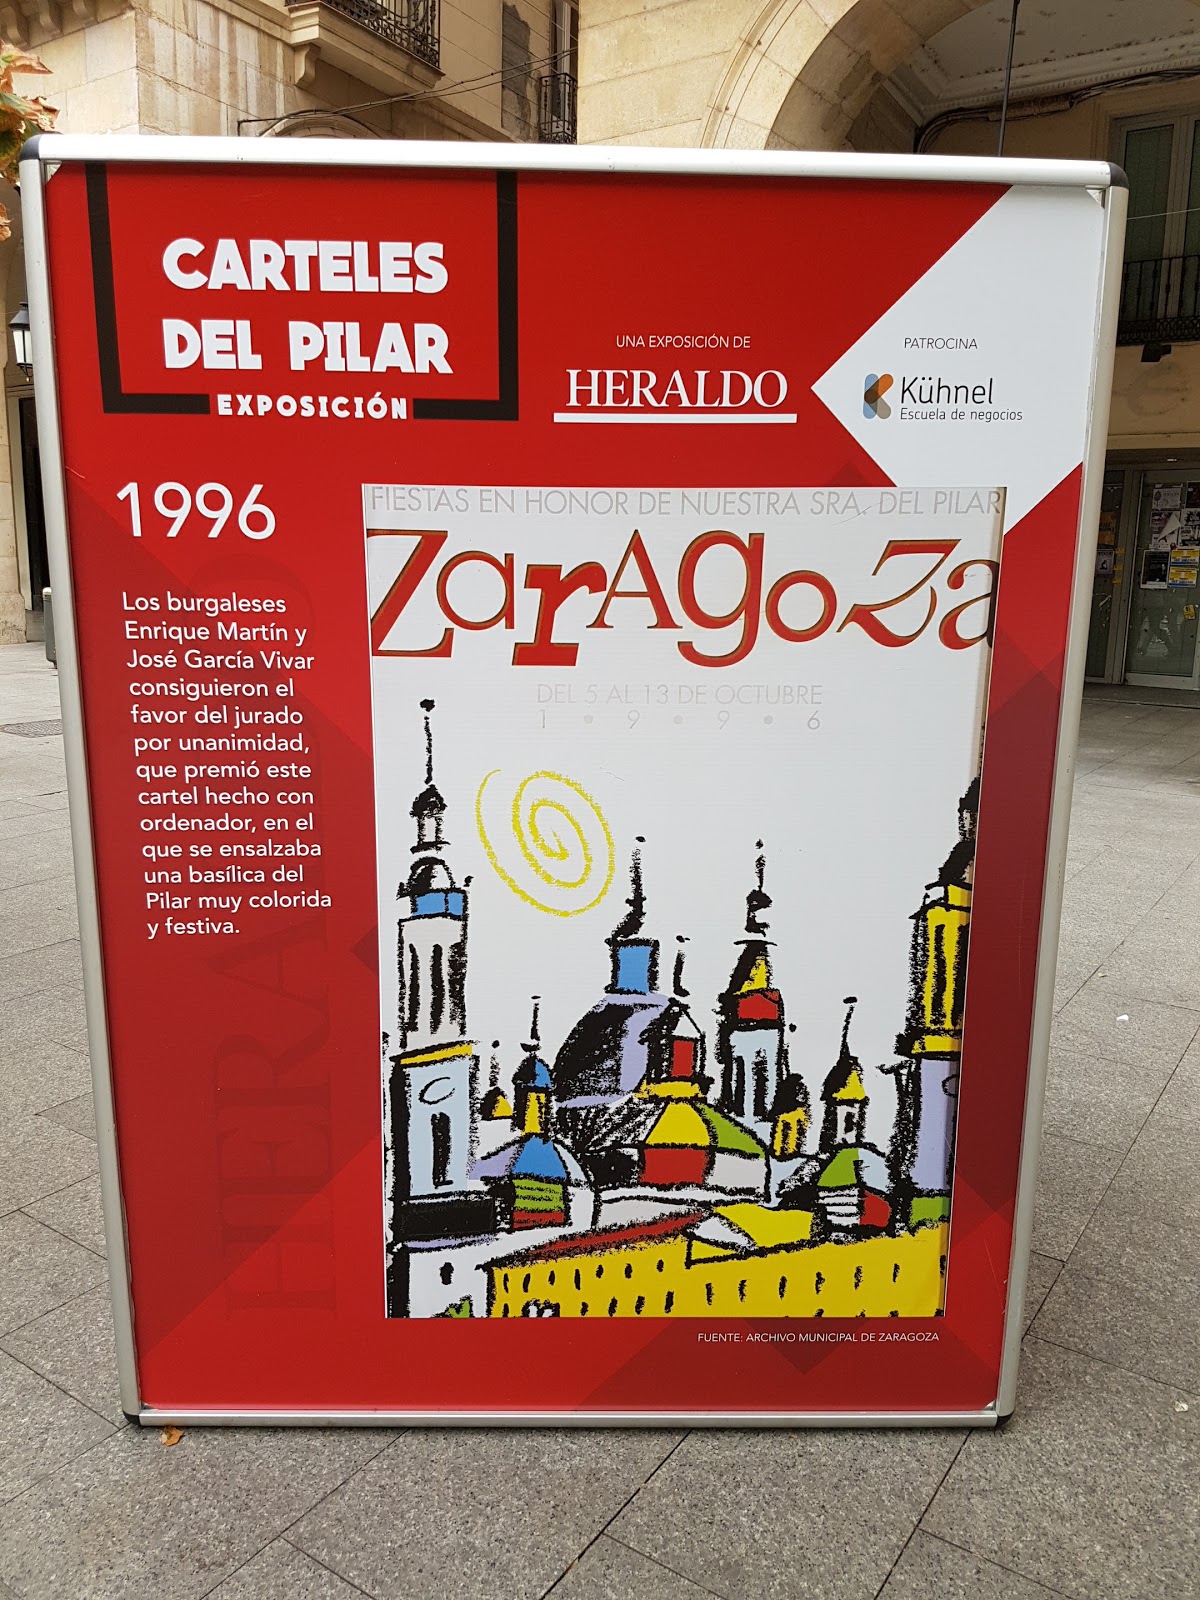 CARTELES
DEL PILAR
EXPOSICIÓN
UNA EXPOSICIÓN DE
HERALDO
PATROCINA
Kühnel
Escuela de negocios
1996
Los burgaleses
Enrique Martín y
José García Vivar
consiguieron el
favor del jurado
por unanimidad,
que premió este
cartel hecho con
ordenador, en el
que se ensalzaba
una basílica del
Pilar muy colorida
y festiva.
HERALDO
FIESTAS EN HONOR DE NUESTRA SRA. DEL PILAR
ZarAgoZa
DEL 5 AL 13 DE OCTUBRE
1 • 9 • 9 • 6
FUENTE: ARCHIVO MUNICIPAL DE ZARAGOZA